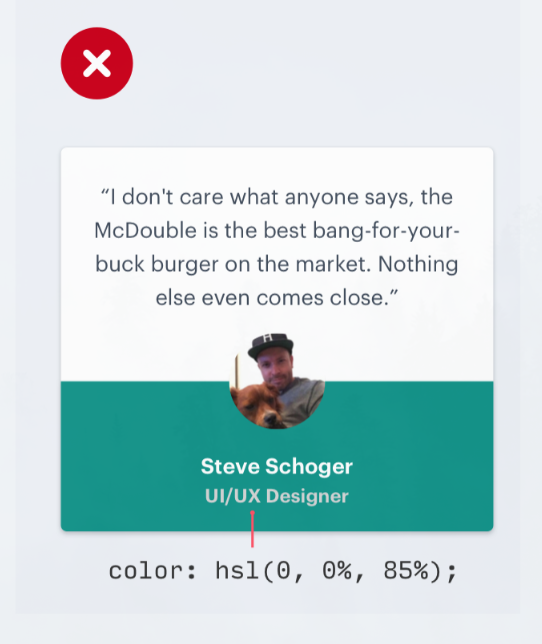 “I don't care what anyone says, the
McDouble is the best bang-for-your-
buck burger on the market. Nothing
else even comes close.”
H
Steve Schoger
UI/UX Designer
color: hsl(0, 0%, 85%);